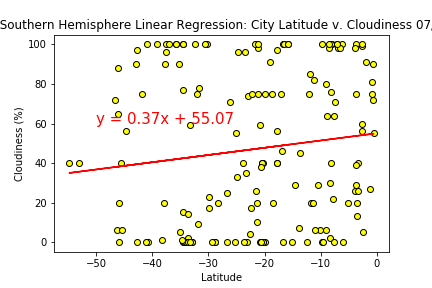 Southern Hemisphere Linear Regression: City Latitude v. Cloudiness 07/
100
80
60
40
20
0
Cloudiness (%)
y = 0.37x + 55.07
−50 −40 −30 −20 −10 0
Latitude